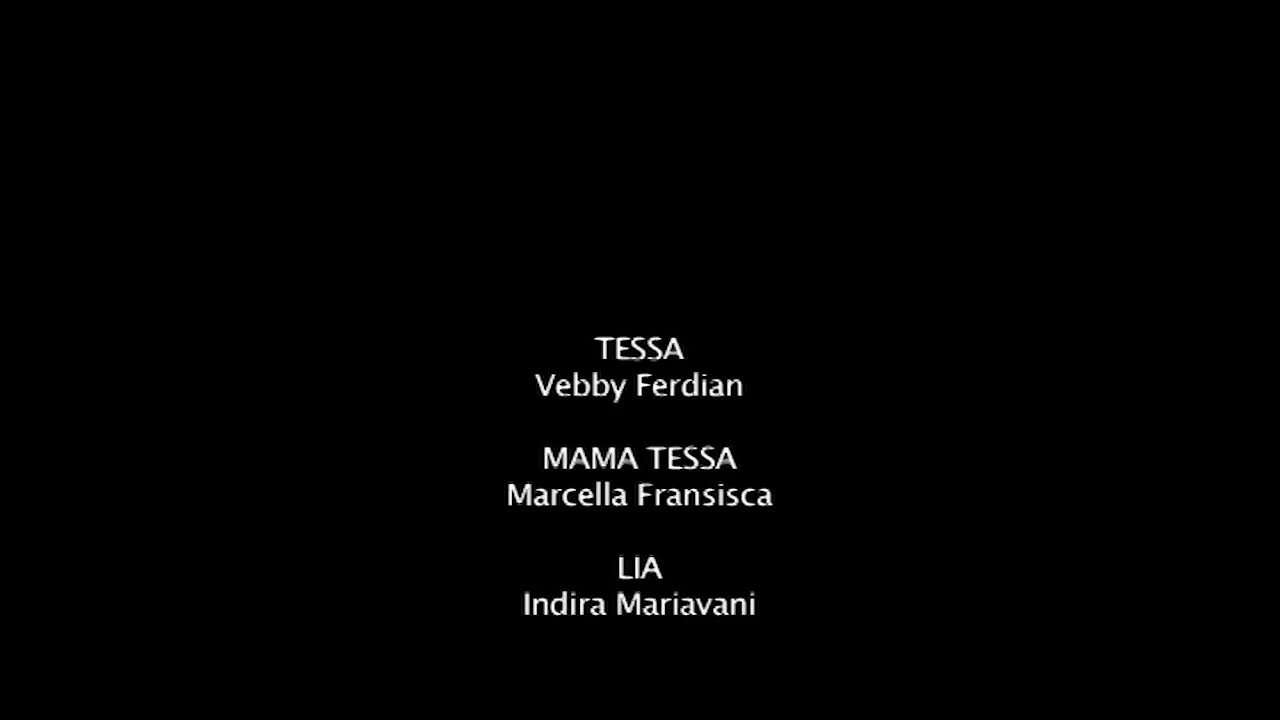 TESSA
Vebby Ferdian
MAMA TESSA
Marcella Fransisca
LIA
Indira Mariavani